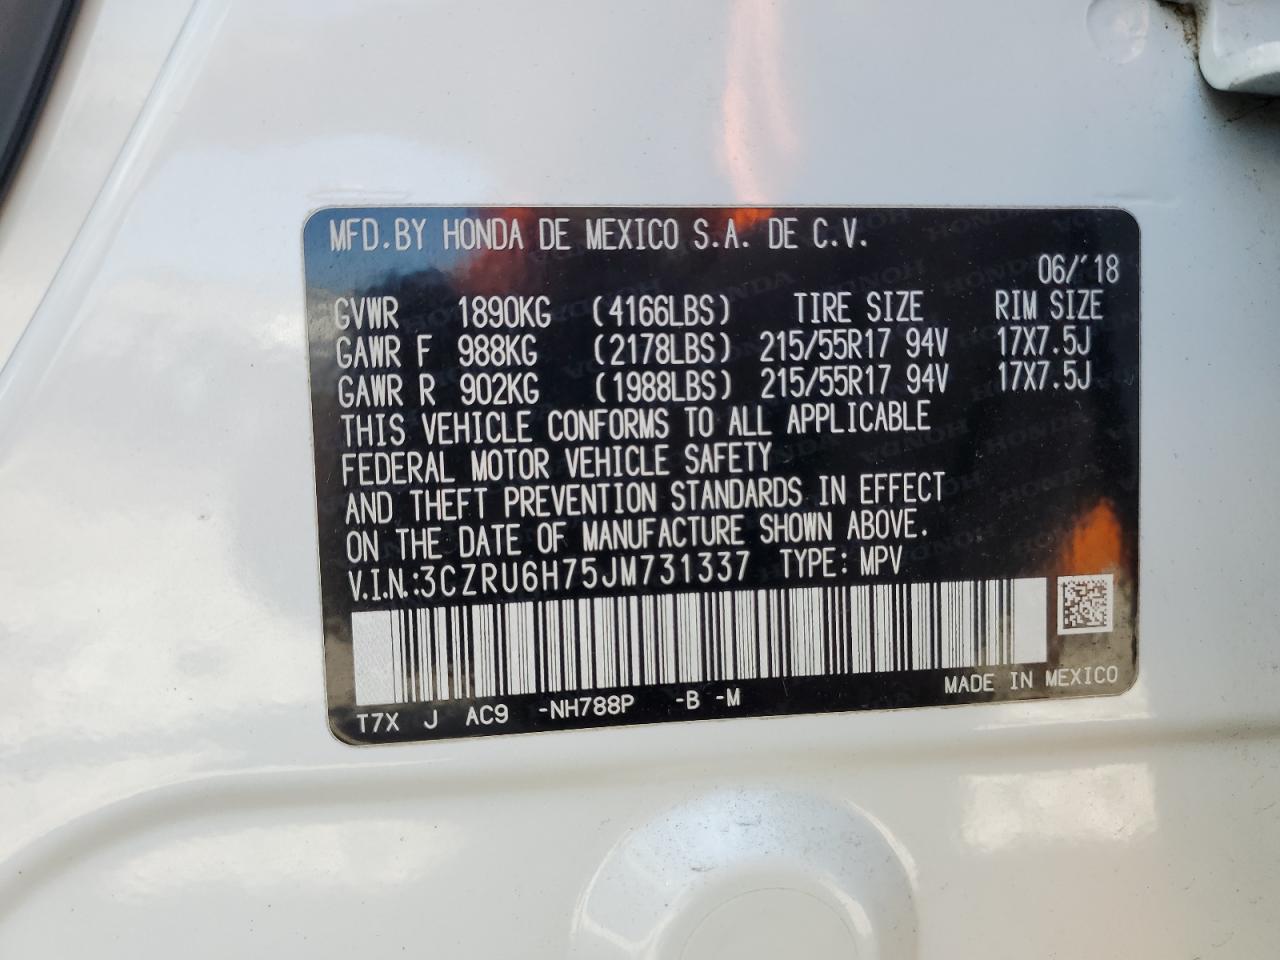 MFD.BY HONDA DE MEXICO S.A. DE C.V.
06/'18
GVWR 1890KG (4166LBS) TIRE SIZE RIM SIZE
GAWR F 988KG (2178LBS) 215/55R17 94V 17X7.5J
GAWR R 902KG (1988LBS) 215/55R17 94V 17X7.5J
THIS VEHICLE CONFORMS TO ALL APPLICABLE
FEDERAL MOTOR VEHICLE SAFETY
AND THEFT PREVENTION STANDARDS IN EFFECT
ON THE DATE OF MANUFACTURE SHOWN ABOVE.
V.I.N.:3CZRU6H75JM731337 TYPE: MPV
MADE IN MEXICO
T7X J AC9 -NH788P -B -M